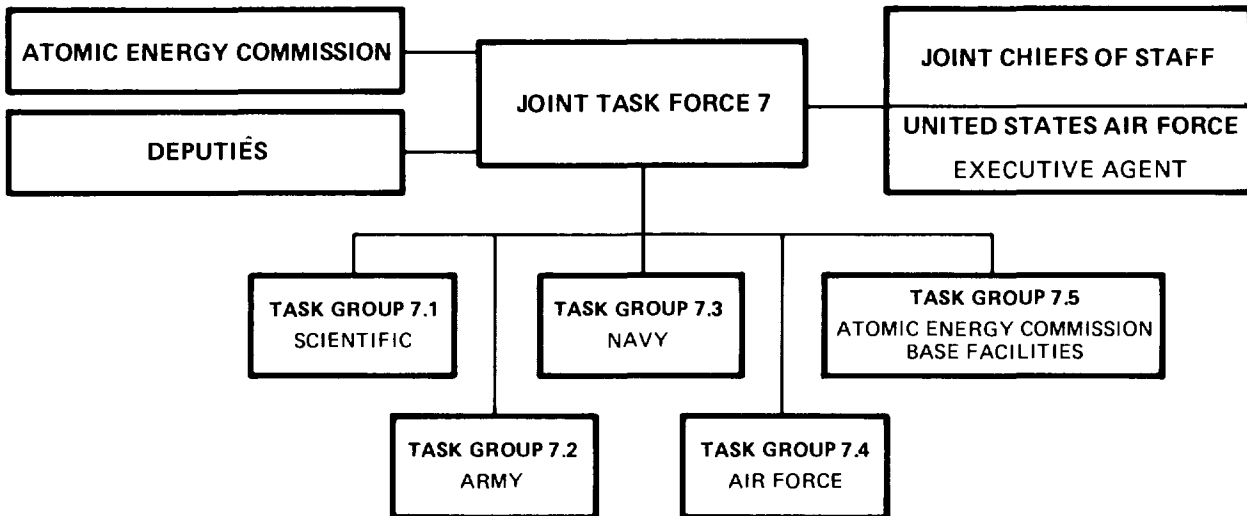 ATOMIC ENERGY COMMISSION
DEPUTIÊS
JOINT TASK FORCE 7
JOINT CHIEFS OF STAFF
UNITED STATES AIR FORCE
EXECUTIVE AGENT
TASK GROUP 7.1
SCIENTIFIC
TASK GROUP 7.3
NAVY
TASK GROUP 7.5
ATOMIC ENERGY COMMISSION
BASE FACILITIES
TASK GROUP 7.2
ARMY
TASK GROUP 7.4
AIR FORCE